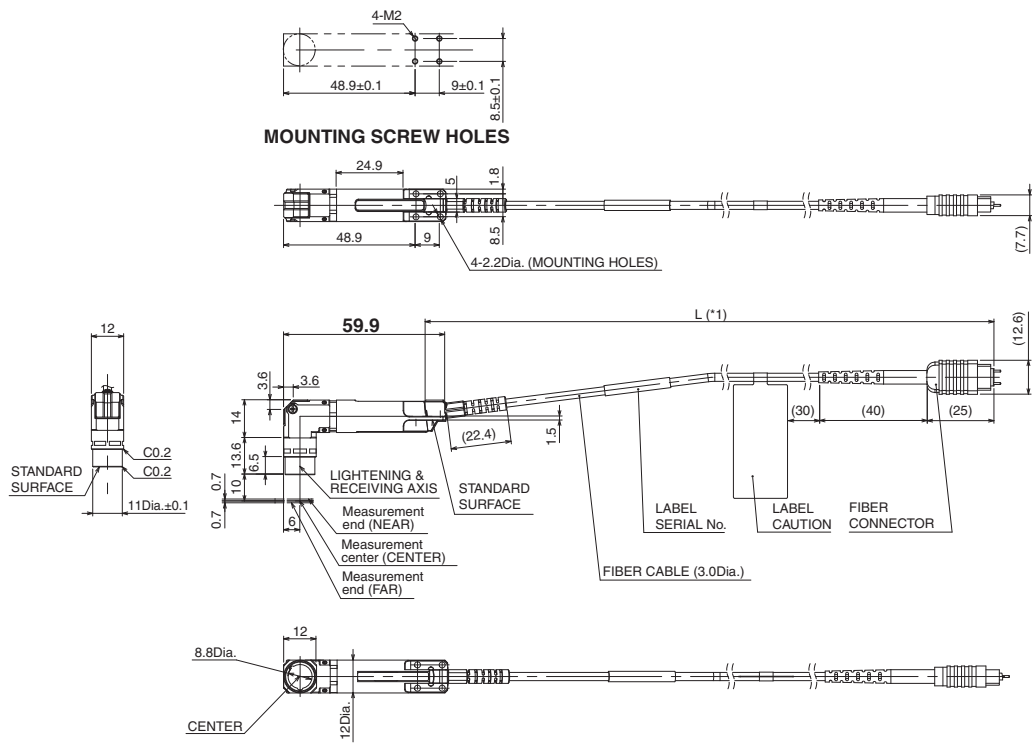 4-M2
48.9±0.1
9±0.1
8.5±0.1
MOUNTING SCREW HOLES
24.9
5
1.8
48.9
9
8.5
4-2.2Dia. (MOUNTING HOLES)
(7.7)
L (*1)
12
59.9
(12.6)
3.6
3.6
14
13.6
6.5
10
0.7
0.7
6
(22.4)
1.5
(30)
(40)
(25)
C0.2
C0.2
STANDARD
SURFACE
11Dia.±0.1
LIGHTENING &
RECEIVING AXIS
STANDARD
SURFACE
Measurement
end (NEAR)
Measurement
center (CENTER)
Measurement
end (FAR)
LABEL
SERIAL No.
LABEL
CAUTION
FIBER
CONNECTOR
FIBER CABLE (3.0Dia.)
12
8.8Dia.
CENTER
12Dia.